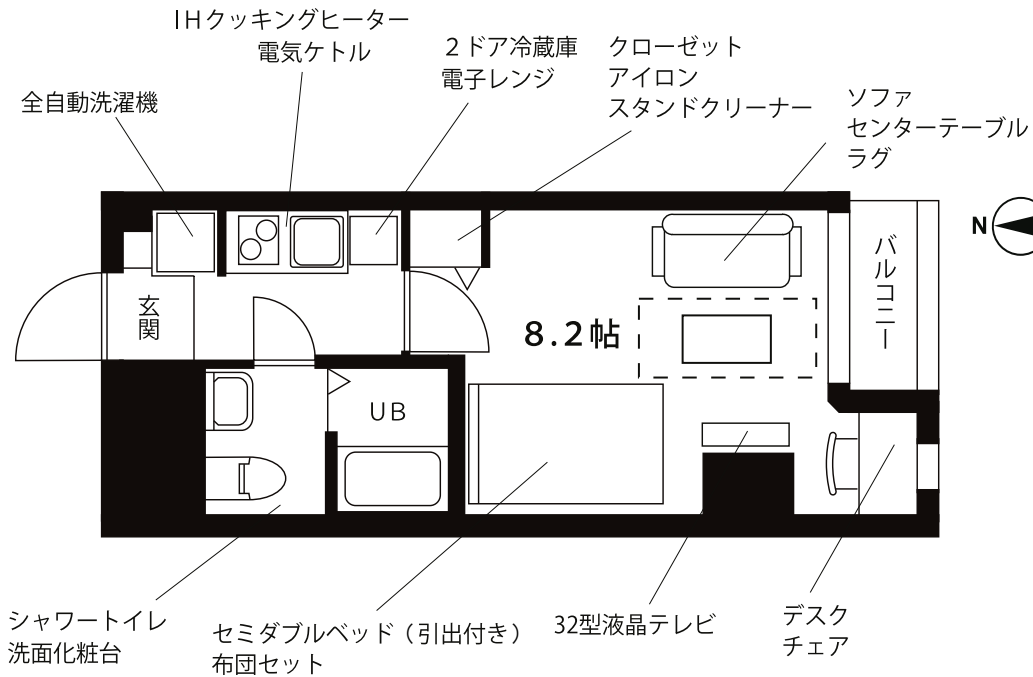 IHクッキングヒーター
電気ケトル
2ドア冷蔵庫
電子レンジ
クローゼット
アイロン
スタンドクリーナー
ソファ
センターテーブル
ラグ
全自動洗濯機
N
バルコニー
玄関
8.2帖
UB
シャワートイレ
洗面化粧台
セミダブルベッド（引出付き）
布団セット
32型液晶テレビ
デスク
チェア